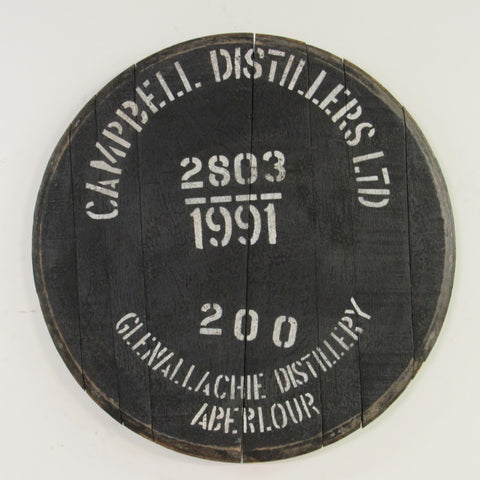 CAMPBELL DISTILLERS LTD
2803
1991
200
GLENALLACHIE DISTILLERY
ABERLOUR